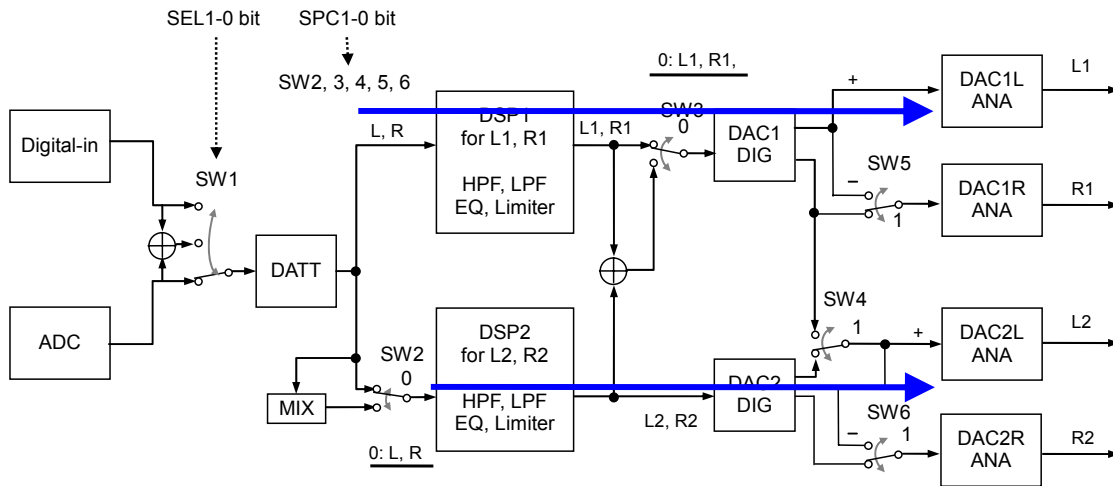 SEL1-0 bit
SPC1-0 bit
SW2, 3, 4, 5, 6
0: L1, R1,
Digital-in
SW1
DATT
ADC
L, R
DSP1
for L1, R1
HPF, LPF
EQ, Limiter
L1, R1
SW3
0
DAC1
DIG
+
DAC1L
ANA
L1
SW5
−
1
DAC1R
ANA
R1
MIX
SW2
0
0: L, R
DSP2
for L2, R2
HPF, LPF
EQ, Limiter
L2, R2
DAC2
DIG
SW4
1
+
DAC2L
ANA
L2
SW6
−
1
DAC2R
ANA
R2